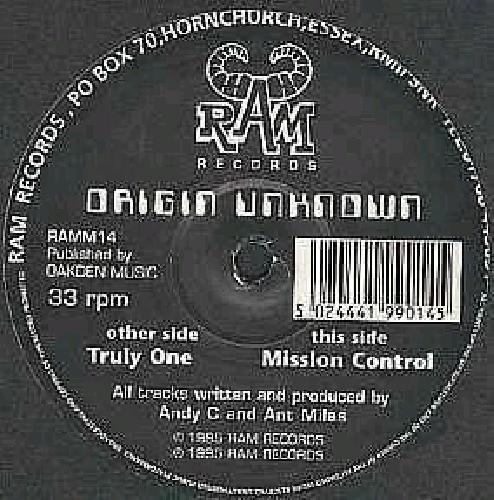 RAM RECORDS, PO BOX 70, HORNCHURCH, ESSEX,
RAM
RECORDS
ORIGIN UNKNOWN
RAMM14
Published by
OAKDEN MUSIC
33 rpm
5 024441 990145
other side
Truly One
this side
Mission Control
All tracks written and produced by
Andy C and Ant Miles
© 1995 RAM RECORDS
℗ 1995 RAM RECORDS